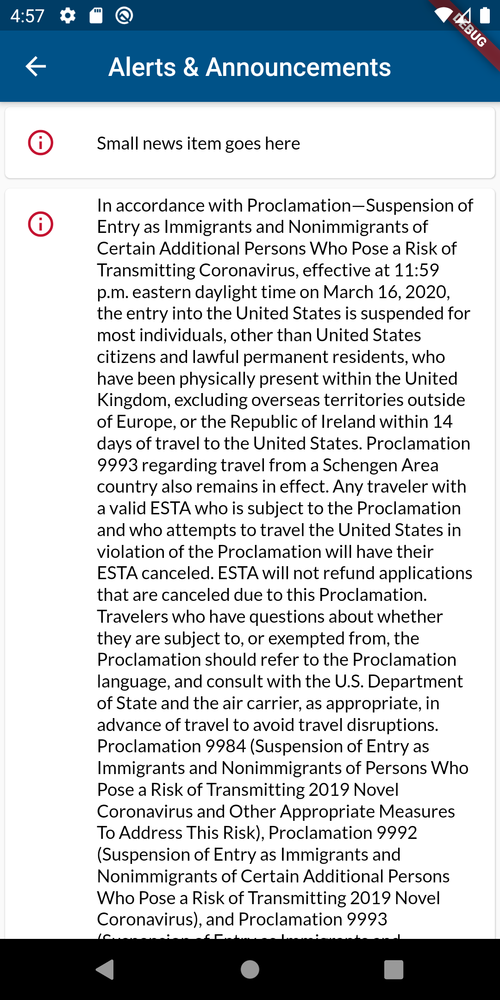 4:57
DEBUG
Alerts & Announcements
Small news item goes here
In accordance with Proclamation—Suspension of
Entry as Immigrants and Nonimmigrants of
Certain Additional Persons Who Pose a Risk of
Transmitting Coronavirus, effective at 11:59
p.m. eastern daylight time on March 16, 2020,
the entry into the United States is suspended for
most individuals, other than United States
citizens and lawful permanent residents, who
have been physically present within the United
Kingdom, excluding overseas territories outside
of Europe, or the Republic of Ireland within 14
days of travel to the United States. Proclamation
9993 regarding travel from a Schengen Area
country also remains in effect. Any traveler with
a valid ESTA who is subject to the Proclamation
and who attempts to travel the United States in
violation of the Proclamation will have their
ESTA canceled. ESTA will not refund applications
that are canceled due to this Proclamation.
Travelers who have questions about whether
they are subject to, or exempted from, the
Proclamation should refer to the Proclamation
language, and consult with the U.S. Department
of State and the air carrier, as appropriate, in
advance of travel to avoid travel disruptions.
Proclamation 9984 (Suspension of Entry as
Immigrants and Nonimmigrants of Persons Who
Pose a Risk of Transmitting 2019 Novel
Coronavirus and Other Appropriate Measures
To Address This Risk), Proclamation 9992
(Suspension of Entry as Immigrants and
Nonimmigrants of Certain Additional Persons
Who Pose a Risk of Transmitting 2019 Novel
Coronavirus), and Proclamation 9993
(Suspension of Entry as Immigrants and